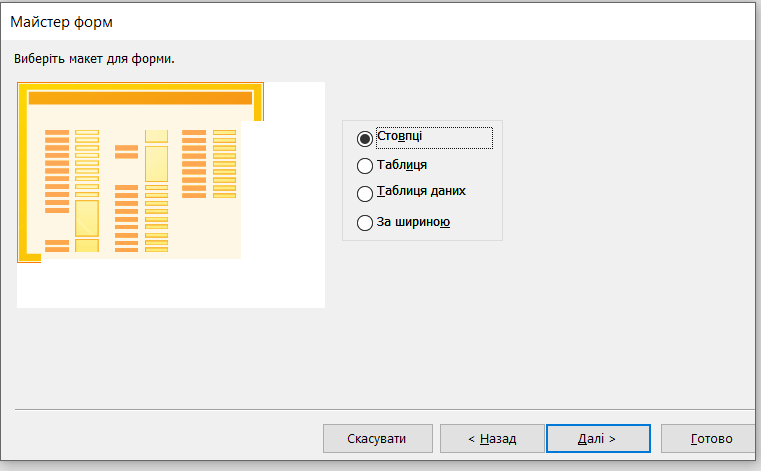 Майстер форм
Виберіть макет для форми.
Стовпці
Таблиця
Таблиця даних
За шириною
Скасувати
< Назад
Далі >
Готово